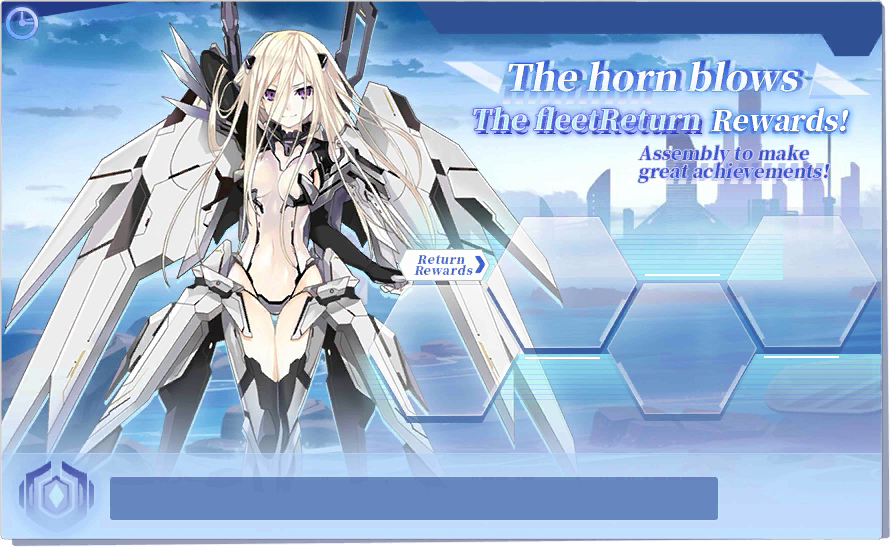 The horn blows
The fleetReturn Rewards!
Assembly to make
great achievements!
Return
Rewards